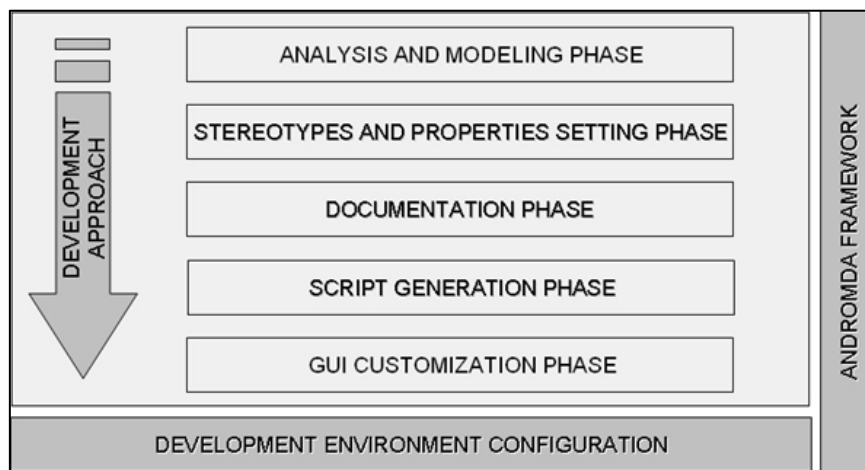 ANALYSIS AND MODELING PHASE
STEREOTYPES AND PROPERTIES SETTING PHASE
DOCUMENTATION PHASE
SCRIPT GENERATION PHASE
GUI CUSTOMIZATION PHASE
DEVELOPMENT
APPROACH
ANDROMDA FRAMEWORK
DEVELOPMENT ENVIRONMENT CONFIGURATION